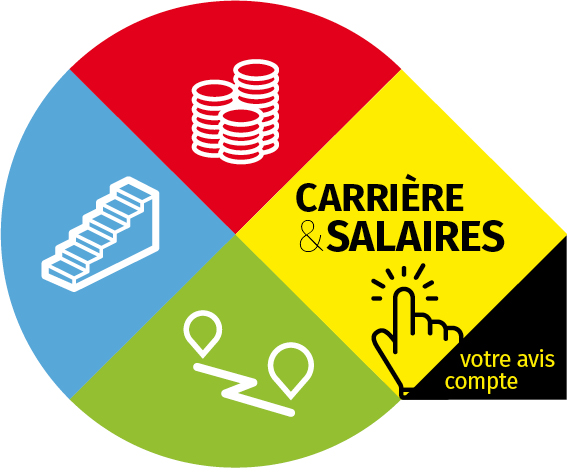 CARRIÈRE
& SALAIRES
votre avis
compte